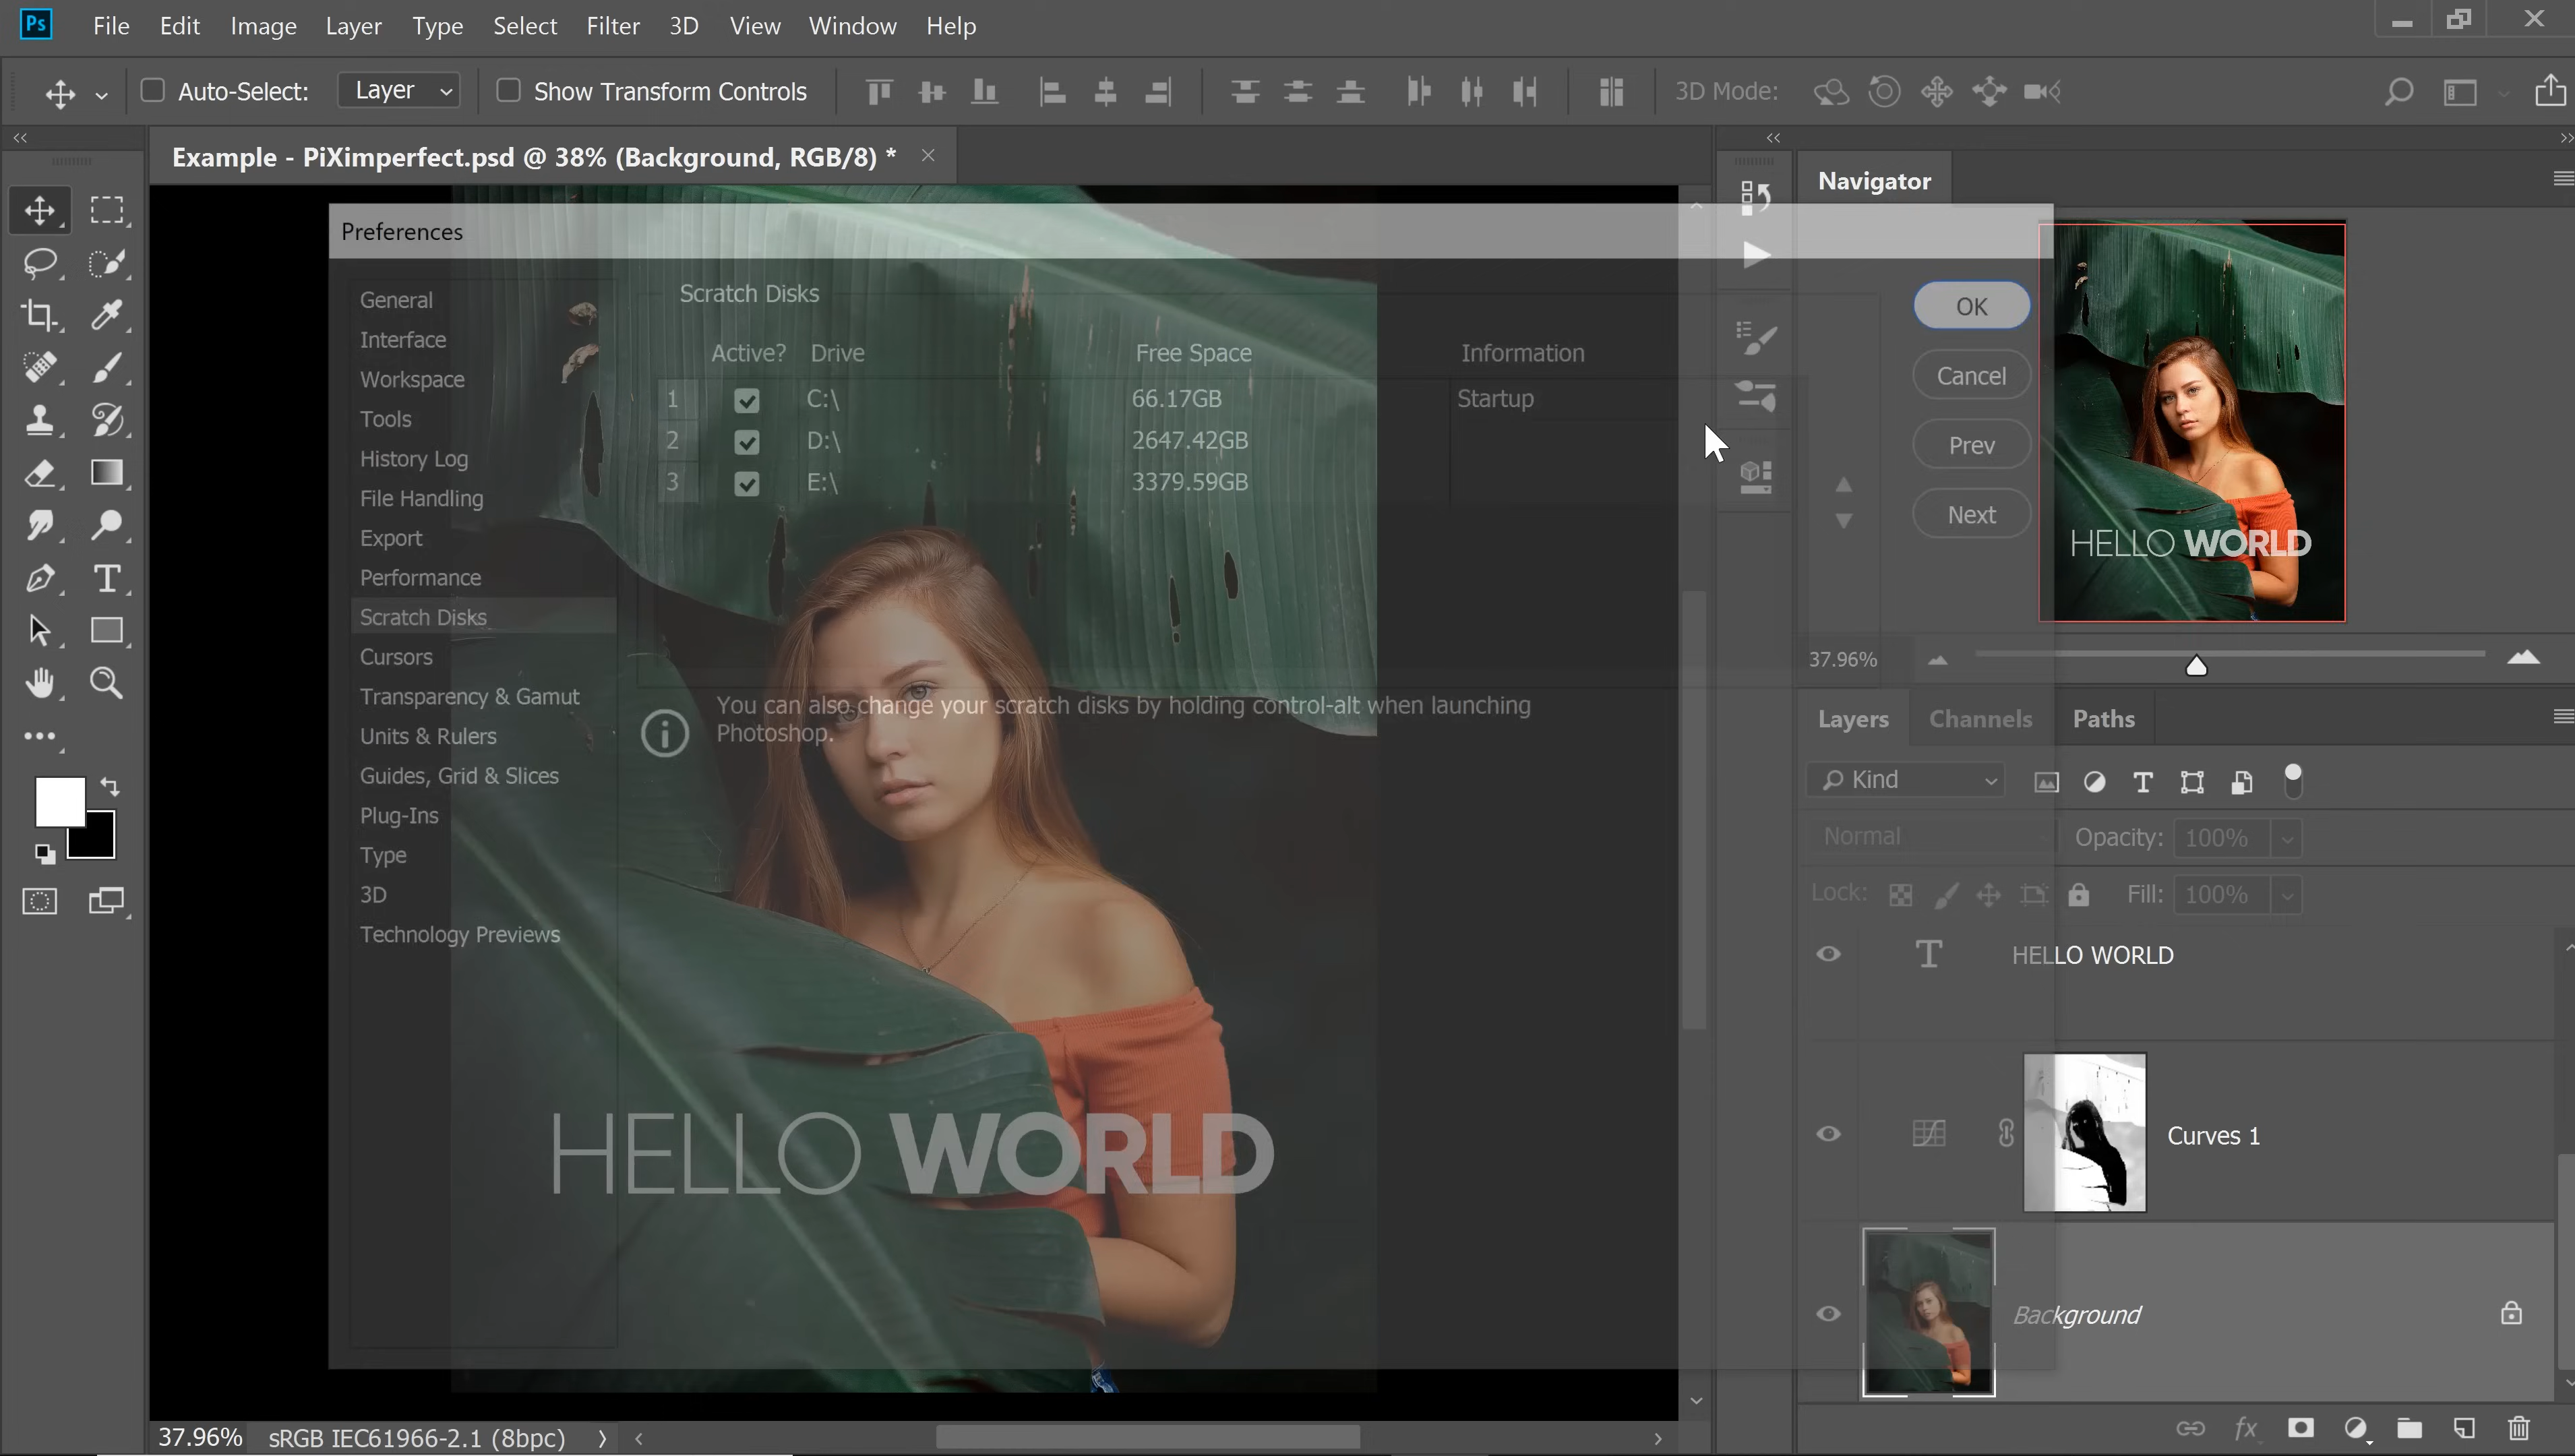 Ps File Edit Image Layer Type Select Filter 3D View Window Help
Auto-Select: Layer Show Transform Controls 3D Mode:
Example - PiXimperfect.psd @ 38% (Background, RGB/8) *
Preferences
General
Interface
Workspace
Tools
History Log
File Handling
Export
Performance
Scratch Disks
Cursors
Transparency & Gamut
Units & Rulers
Guides, Grid & Slices
Plug-Ins
Type
3D
Technology Previews
Scratch Disks
Active? Drive Free Space Information
1 C:\ 66.17GB Startup
2 D:\ 2647.42GB
3 E:\ 3379.59GB
You can also change your scratch disks by holding control-alt when launching
Photoshop.
OK
Cancel
Prev
Next
HELLO WORLD
37.96% sRGB IEC61966-2.1 (8bpc)
Navigator
HELLO WORLD
37.96%
Layers Channels Paths
Kind
Normal Opacity: 100%
Lock: Fill: 100%
HELLO WORLD
Curves 1
Background
fx